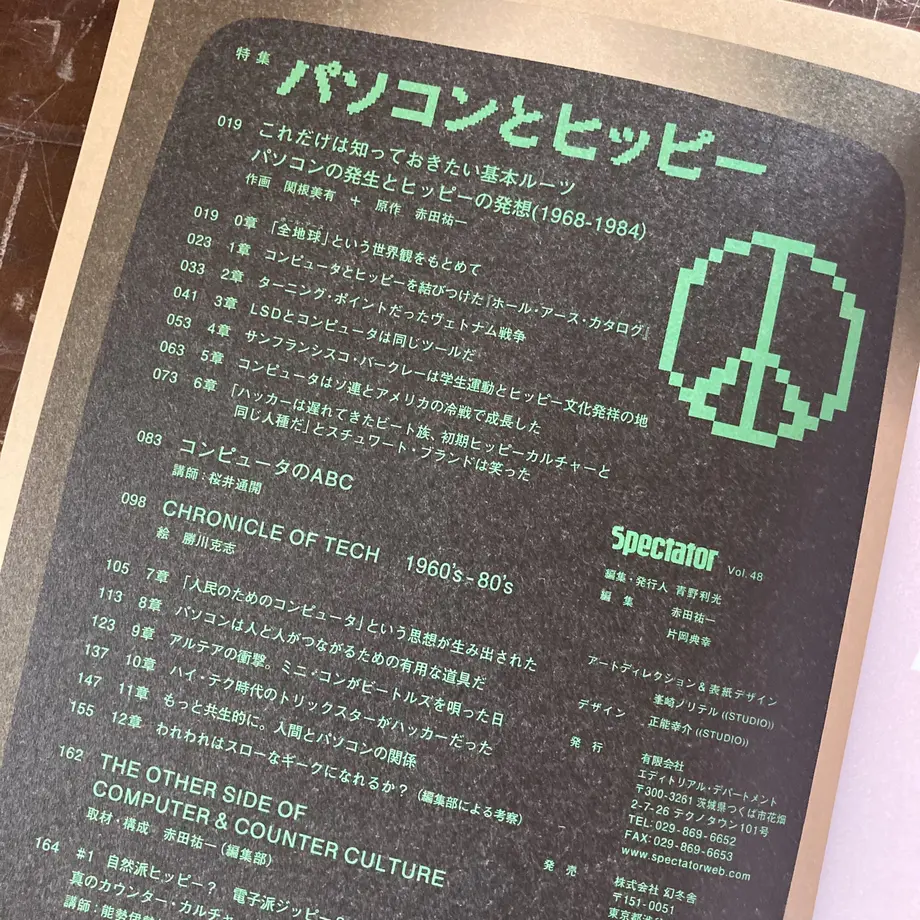 特集
パソコンとヒッピー
019 これだけは知っておきたい基本ルーツ
パソコンの発生とヒッピーの発想(1968-1984)
作画 関根美有 + 原作 赤田祐一
019 0章 「全地球」という世界観をもとめて
023 1章 コンピュータとヒッピーを結びつけた『ホール・アース・カタログ』
033 2章 ターニング・ポイントだったヴェトナム戦争
041 3章 LSDとコンピュータは同じツールだ
053 4章 サンフランシスコ・バークレーは学生運動とヒッピー文化発祥の地
063 5章 コンピュータはソ連とアメリカの冷戦で成長した
073 6章 「ハッカーは遅れてきたビート族、初期ヒッピーカルチャーと
同じ人種だ」とスチュワート・ブランドは笑った
083 コンピュータのABC
講師:桜井通開
098 CHRONICLE OF TECH 1960's-80's
絵 勝川克志
105 7章 「人民のためのコンピュータ」という思想が生み出された
113 8章 パソコンは人と人がつながるための有用な道具だ
123 9章 アルテアの衝撃。ミニ・コンがビートルズを唄った日
137 10章 ハイ・テク時代のトリックスターがハッカーだった
147 11章 もっと共生的に。人間とパソコンの関係
155 12章 われわれはスローなギークになれるか? (編集部による考察)
162 THE OTHER SIDE OF
COMPUTER & COUNTER CULTURE
取材・構成 赤田祐一(編集部)
164 #1 自然派ヒッピー? 電子派ジッピー?
真のカウンター・カルチャ
講師:能勢伊勢
Spectator Vol.48
編集・発行人 青野利光
編集 赤田祐一
片岡典幸
アートディレクション&表紙デザイン
峯崎ノリテル ((STUDIO))
デザイン 正能幸介 ((STUDIO))
発行 有限会社
エディトリアル・デパートメント
〒300-3261 茨城県つくば市花畑
2-7-26 テクノタウン101号
TEL:029-869-6652
FAX:029-869-6653
www.spectatorweb.com
発売 株式会社 幻冬舎
〒151-0051
東京都渋